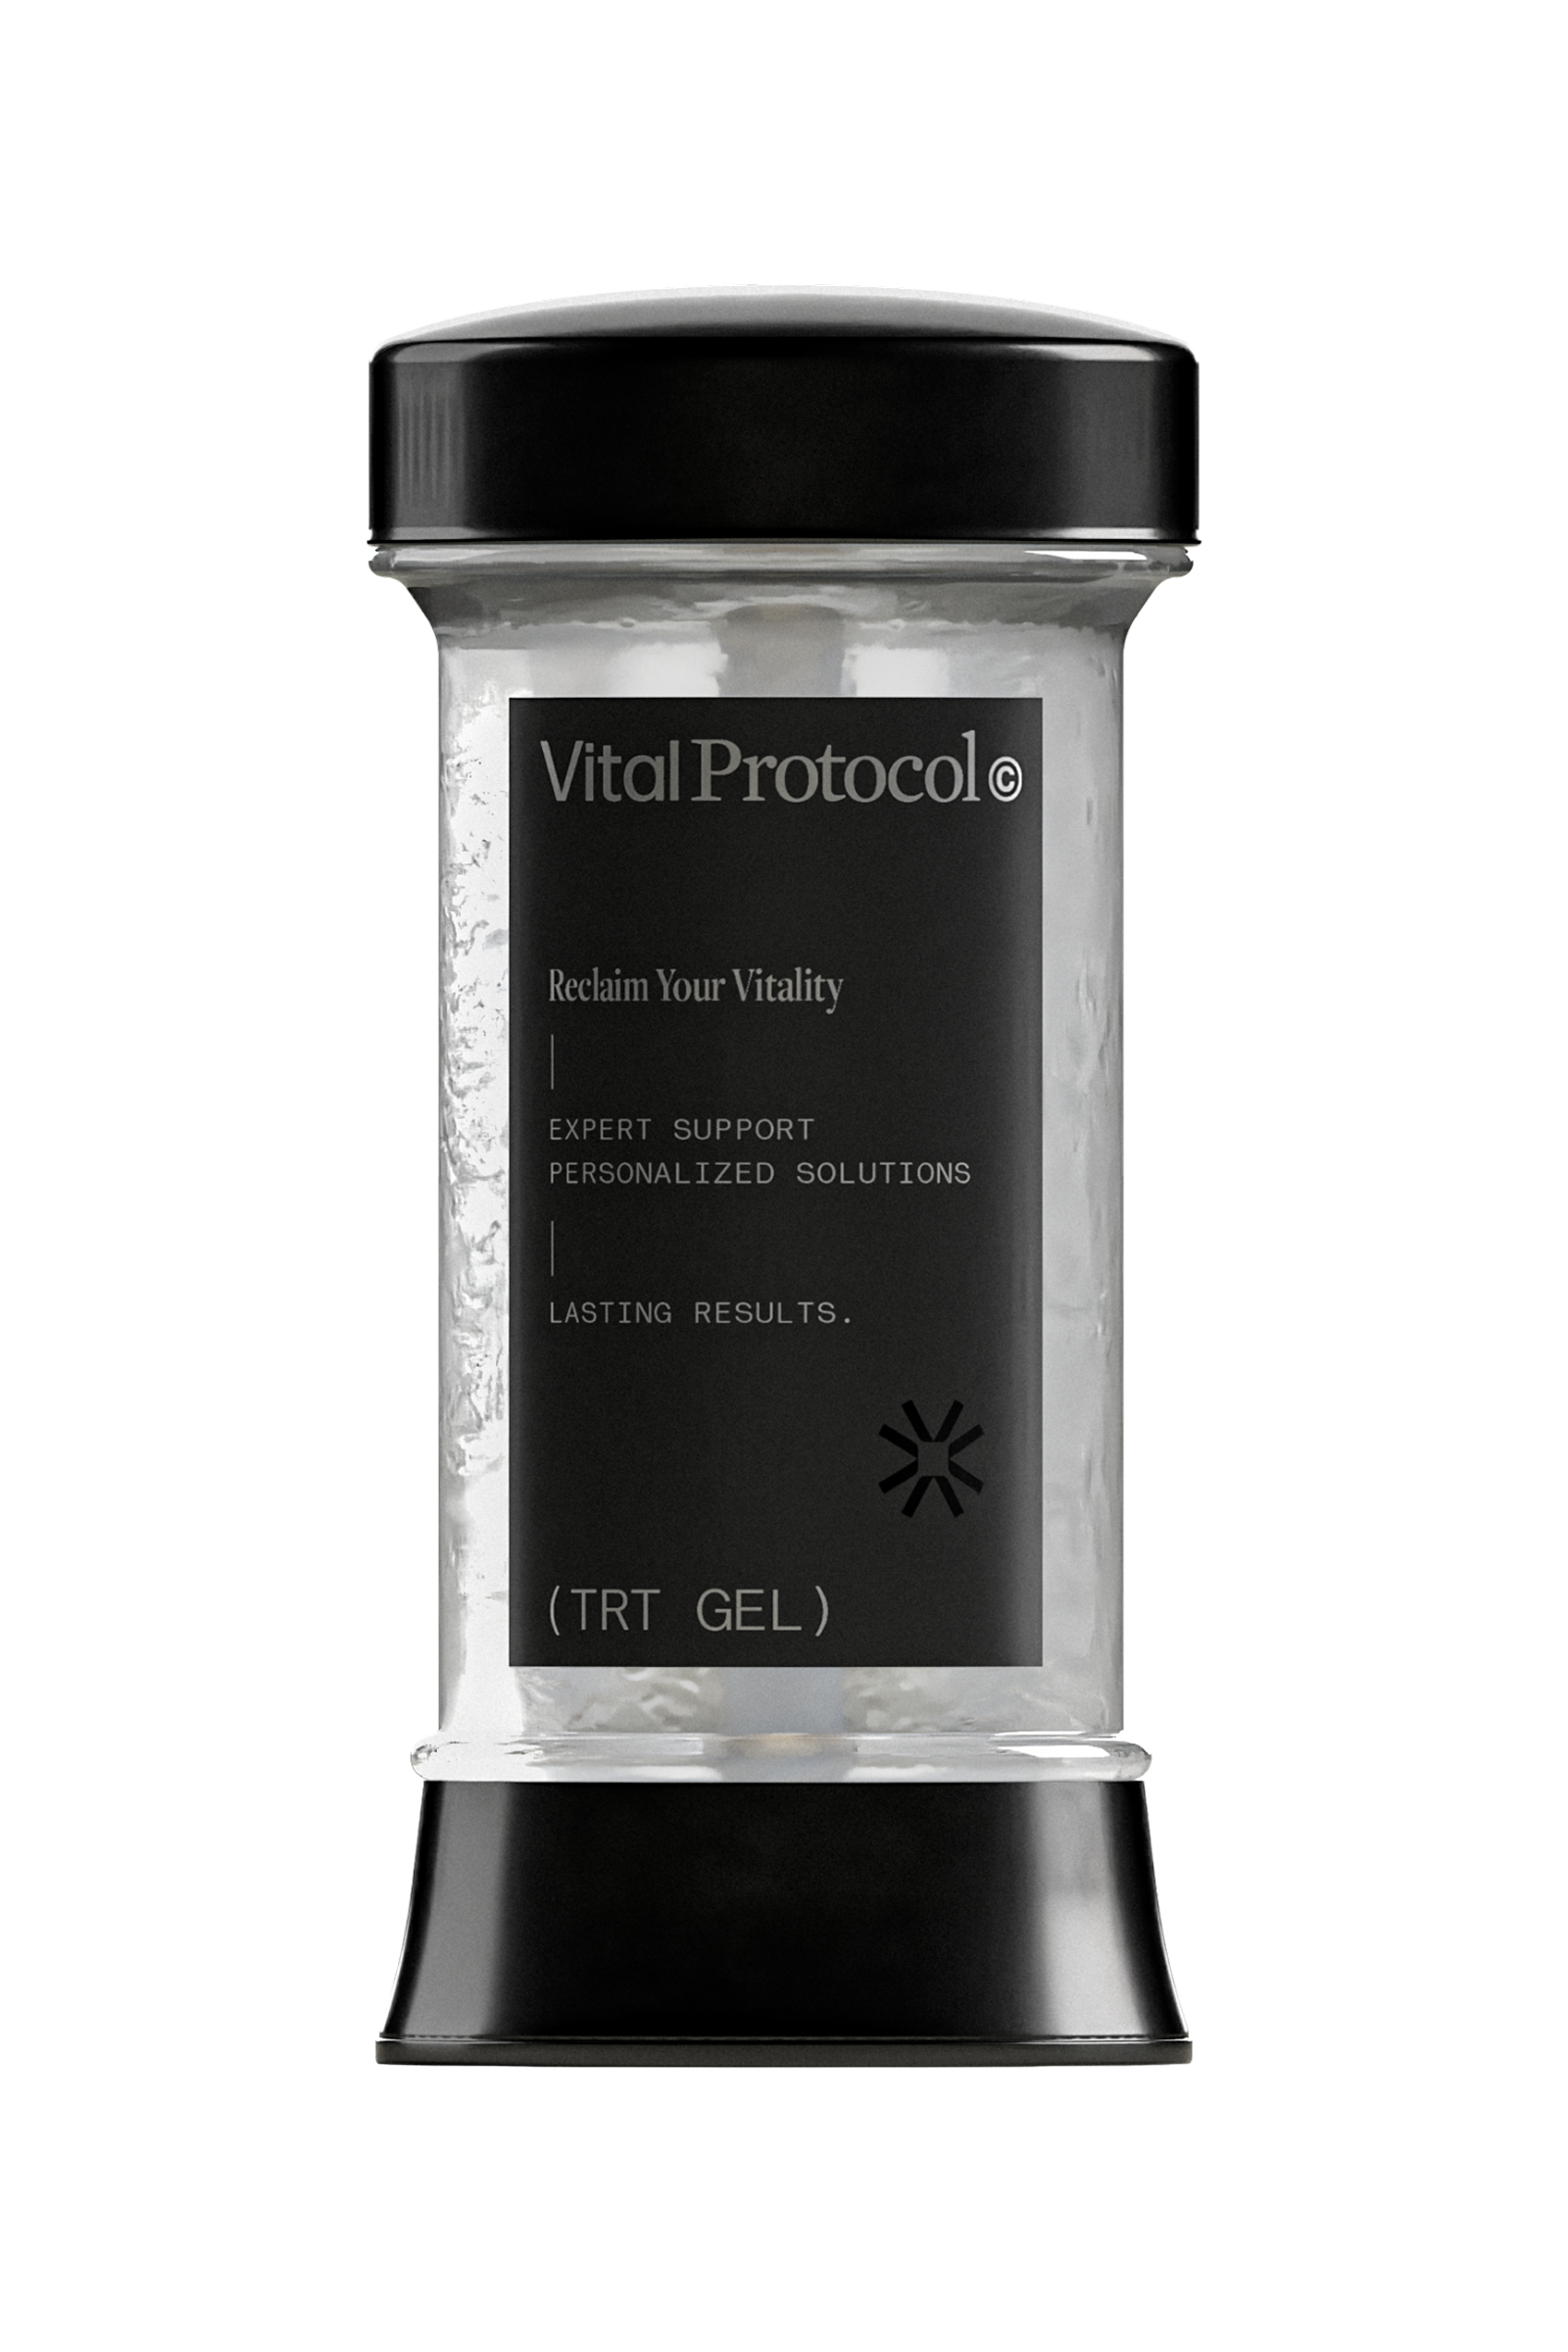 Vital Protocol ©
Reclaim Your Vitality
EXPERT SUPPORT
PERSONALIZED SOLUTIONS
LASTING RESULTS.
(TRT GEL)